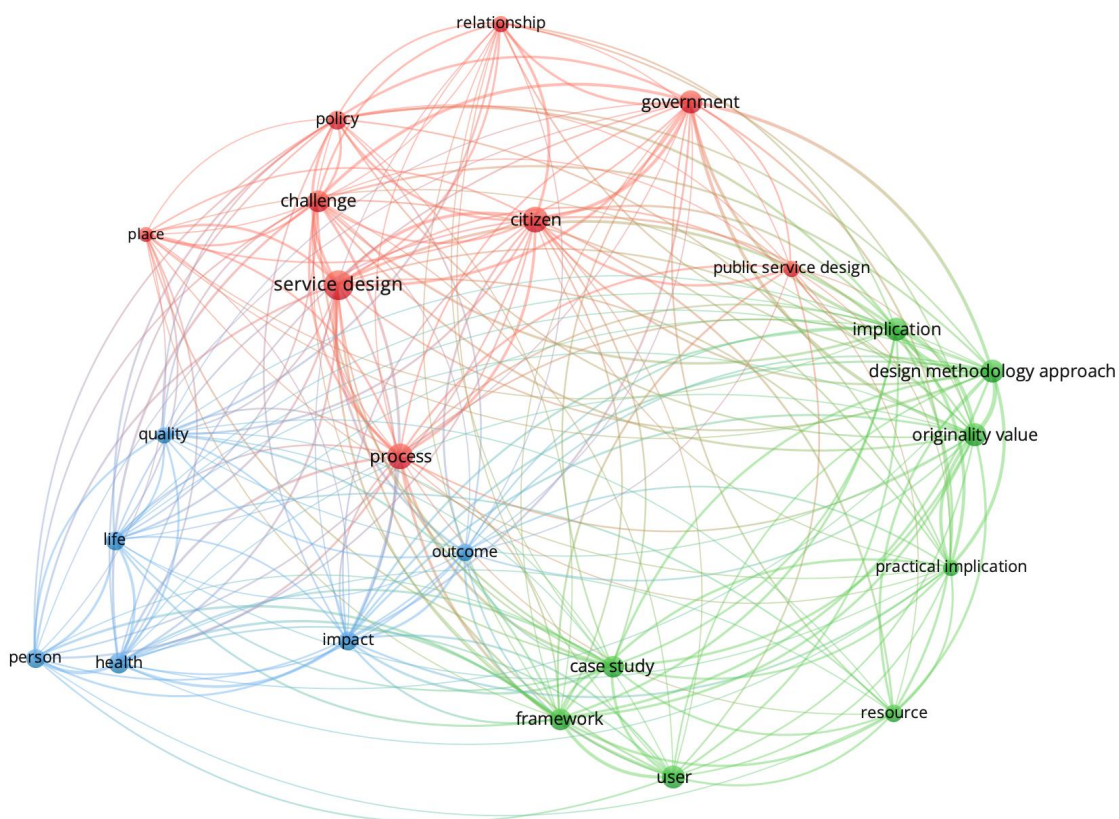 relationship
government
policy
challenge
citizen
place
public service design
service design
implication
design methodology approach
quality
originality value
process
life
outcome
practical implication
person
health
impact
case study
framework
resource
user